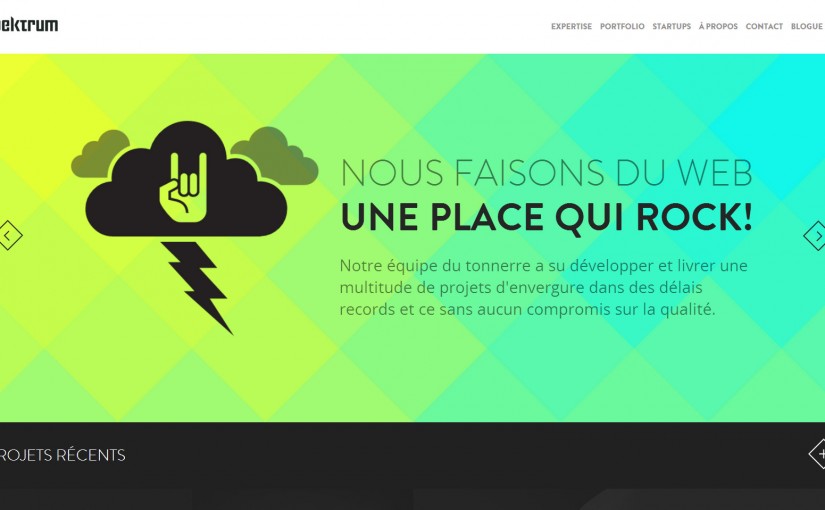 pektrum
EXPERTISE PORTFOLIO STARTUPS À PROPOS CONTACT BLOGUE
NOUS FAISONS DU WEB
UNE PLACE QUI ROCK!
Notre équipe du tonnerre a su développer et livrer une
multitude de projets d'envergure dans des délais
records et ce sans aucun compromis sur la qualité.
ROJETS RÉCENTS